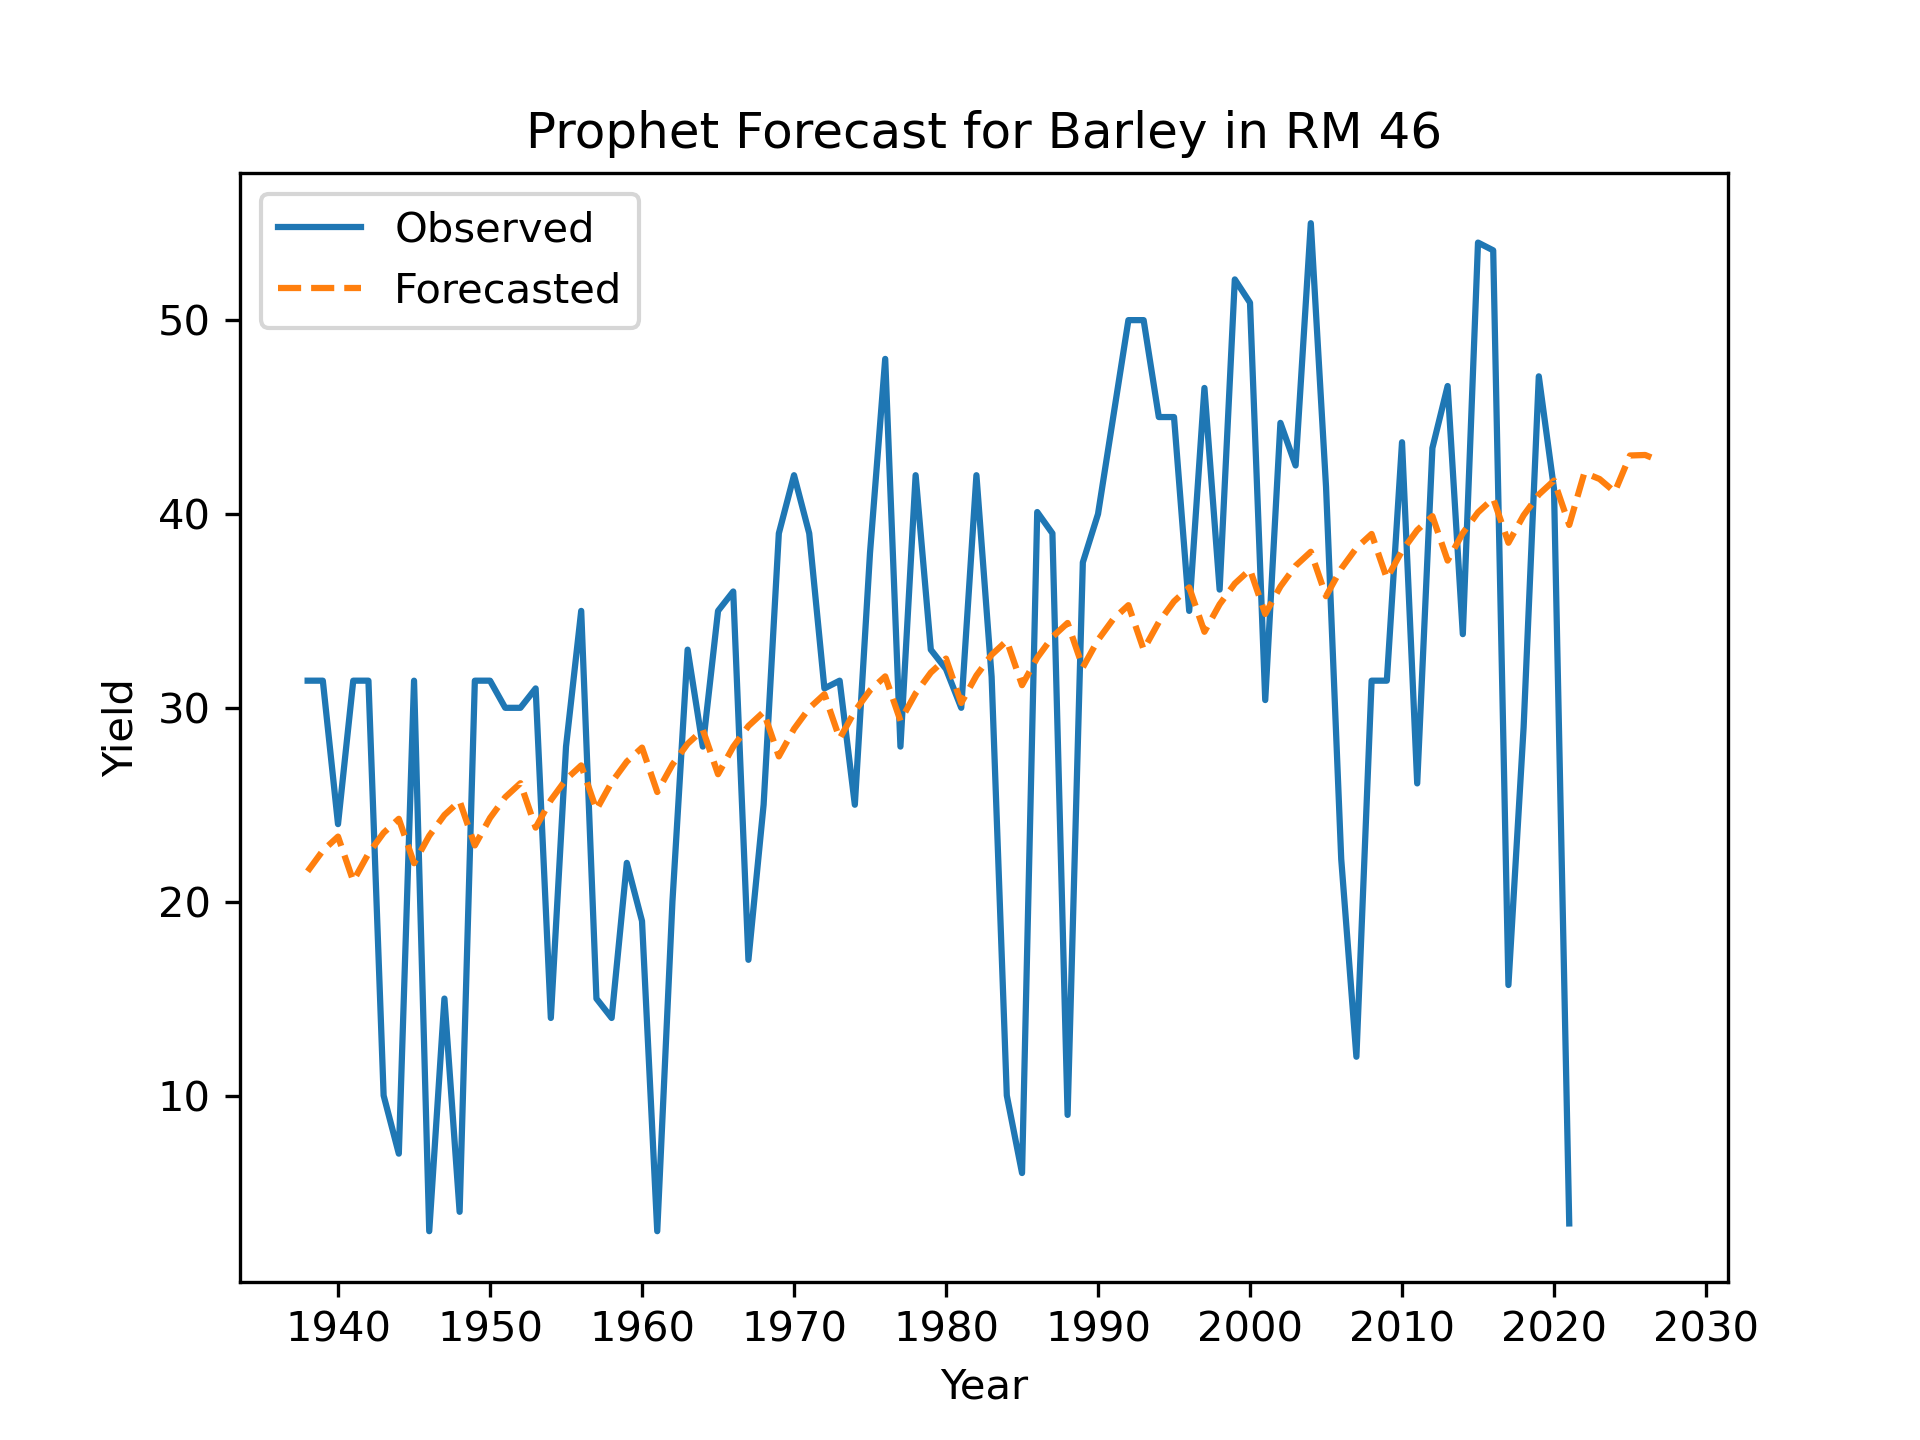 Prophet Forecast for Barley in RM 46
Observed
Forecasted
50
40
30
20
10
Yield
1940 1950 1960 1970 1980 1990 2000 2010 2020 2030
Year